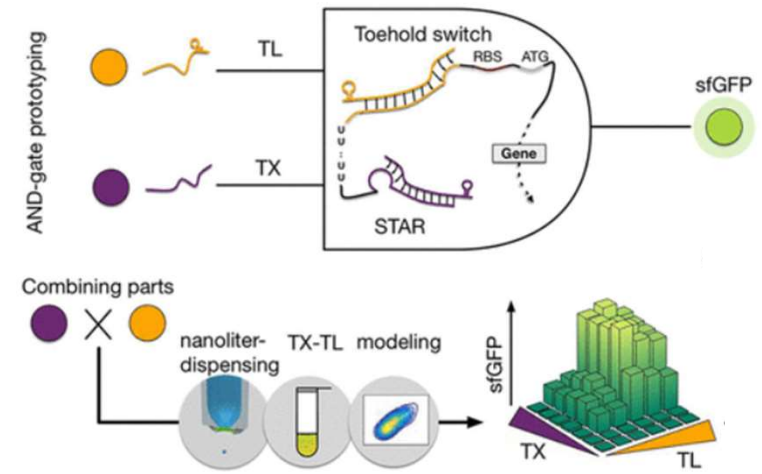 AND-gate prototyping
TL
TX
Toehold switch
RBS ATG
Gene
STAR
sfGFP
Combining parts
nanoliter-
dispensing
TX-TL
modeling
sfGFP
TX
TL